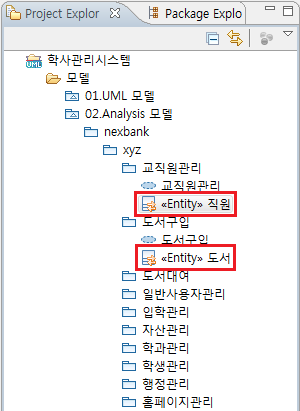 Project Explor
Package Explo
학사관리시스템
UML
모델
01.UML 모델
02.Analysis 모델
nexbank
xyz
교직원관리
교직원관리
«Entity» 직원
도서구입
도서구입
«Entity» 도서
도서대여
일반사용자관리
입학관리
자산관리
학과관리
학생관리
행정관리
홈페이지관리